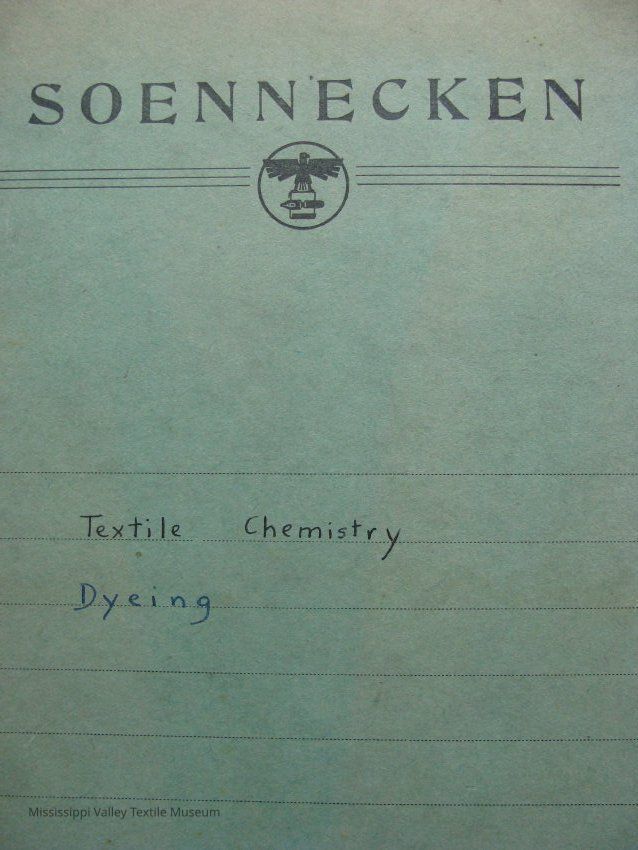 SOENNECKEN
Textile Chemistry
Dyeing
Mississippi Valley Textile Museum